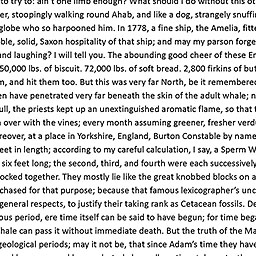 to try to: ain't one limb enough? What should I do without this ot
er, stoopingly walking round Ahab, and like a dog, strangely snuffin
globe who so harpooned him. In 1778, a fine ship, the Amelia, fitte
ble, solid, Saxon hospitality of that ship; and may my parson forge
und laughing? I will tell you. The abounding good cheer of these Er
50,000 lbs. of biscuit. 72,000 lbs. of soft bread. 2,800 firkins of but
m, and hit them too. But this was very far North, be it remembered
en have penetrated very far beneath the skin of the adult whale; n
ull, the priests kept up an unextinguished aromatic flame, so that t
over with the vines; every month assuming greener, fresher verd
reover, at a place in Yorkshire, England, Burton Constable by name
eet in length; according to my careful calculation, I say, a Sperm W
six feet long; the second, third, and fourth were each successively
ocked together. They mostly lie like the great knobbed blocks on a
chased for that purpose; because that famous lexicographer's unc
general respects, to justify their taking rank as Cetacean fossils. De
ous period, ere time itself can be said to have begun; for time bega
hale can pass it without immediate death. But the truth of the Ma
geological periods; may it not be, that since Adam's time they have